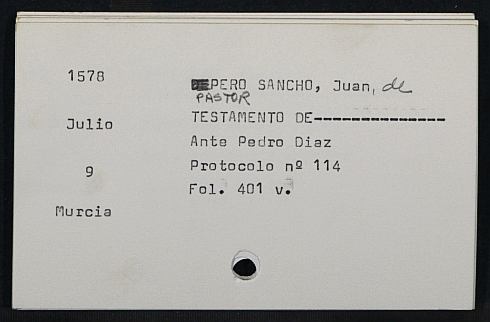 1578
PERO SANCHO, Juan, de
PASTOR
Julio
TESTAMENTO DE---------------
Ante Pedro Diaz
9
Protocolo nº 114
Fol. 401 v.
Murcia